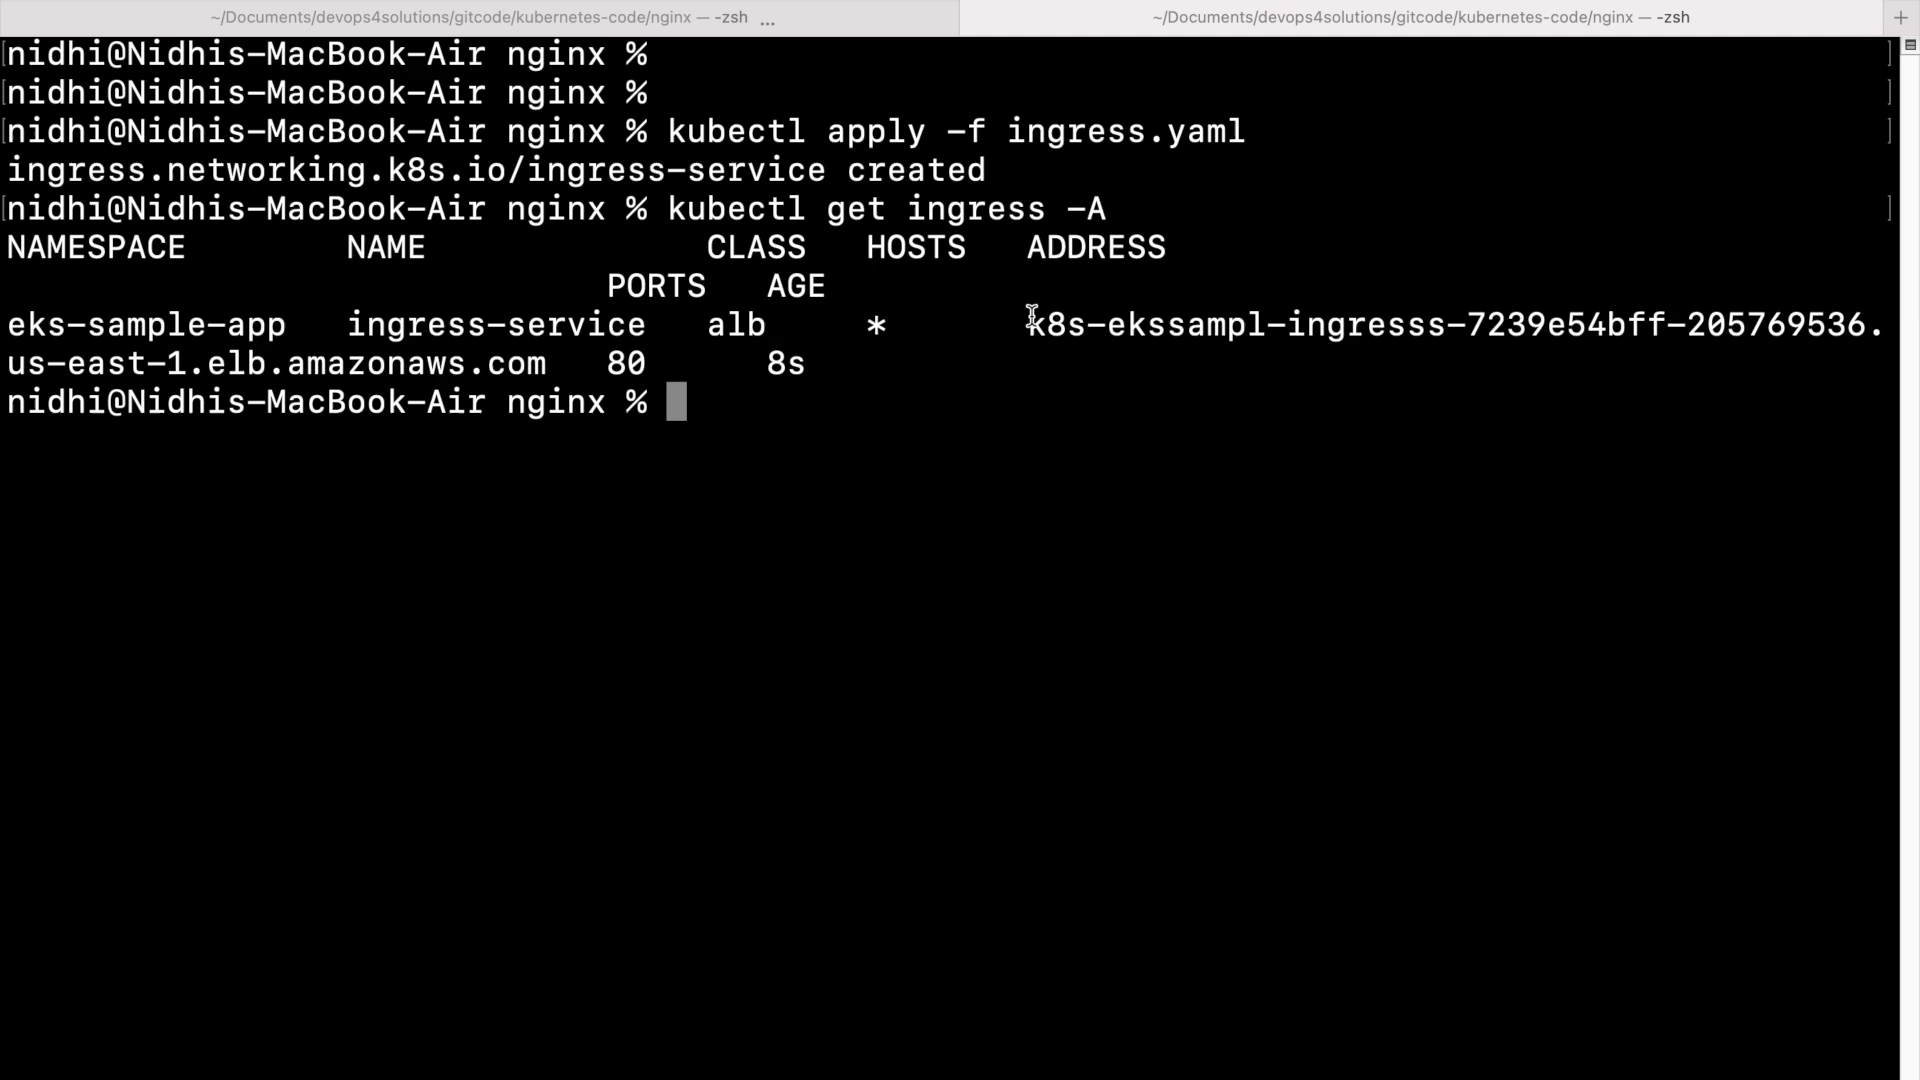 ~/Documents/devops4solutions/gitcode/kubernetes-code/nginx — -zsh ... ~/Documents/devops4solutions/gitcode/kubernetes-code/nginx — -zsh +
[nidhi@Nidhis-MacBook-Air nginx % ]
[nidhi@Nidhis-MacBook-Air nginx % ]
[nidhi@Nidhis-MacBook-Air nginx % kubectl apply -f ingress.yaml ]
ingress.networking.k8s.io/ingress-service created
[nidhi@Nidhis-MacBook-Air nginx % kubectl get ingress -A ]
NAMESPACE NAME CLASS HOSTS ADDRESS
PORTS AGE
eks-sample-app ingress-service alb * k8s-ekssampl-ingresss-7239e54bff-205769536.
us-east-1.elb.amazonaws.com 80 8s
nidhi@Nidhis-MacBook-Air nginx %